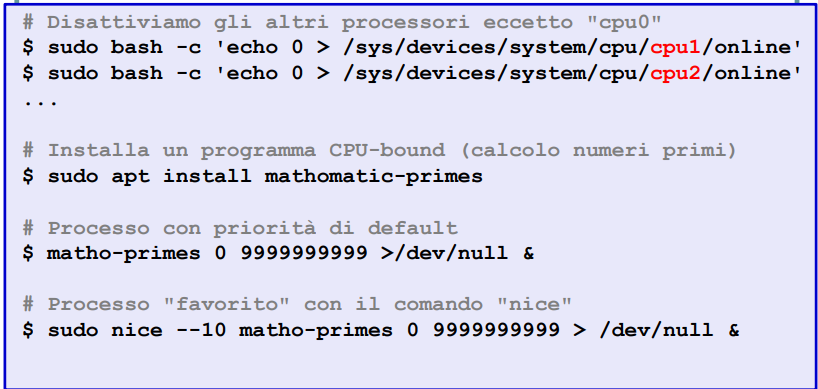 # Disattiviamo gli altri processori eccetto "cpu0"
$ sudo bash -c 'echo 0 > /sys/devices/system/cpu/cpu1/online'
$ sudo bash -c 'echo 0 > /sys/devices/system/cpu/cpu2/online'
...
# Installa un programma CPU-bound (calcolo numeri primi)
$ sudo apt install mathomatic-primes
# Processo con priorità di default
$ matho-primes 0 9999999999 >/dev/null &
# Processo "favorito" con il comando "nice"
$ sudo nice --10 matho-primes 0 9999999999 > /dev/null &